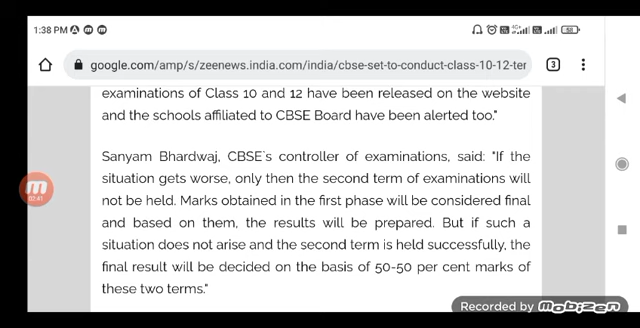 1:38 PM
58
google.com/amp/s/zeenews.india.com/india/cbse-set-to-conduct-class-10-12-ter
3
examinations of Class 10 and 12 have been released on the website
and the schools affiliated to CBSE Board have been alerted too."
Sanyam Bhardwaj, CBSE`s controller of examinations, said: "If the
situation gets worse, only then the second term of examinations will
not be held. Marks obtained in the first phase will be considered final
and based on them, the results will be prepared. But if such a
situation does not arise and the second term is held successfully, the
final result will be decided on the basis of 50-50 per cent marks of
these two terms."
02:41
Recorded by mobizen